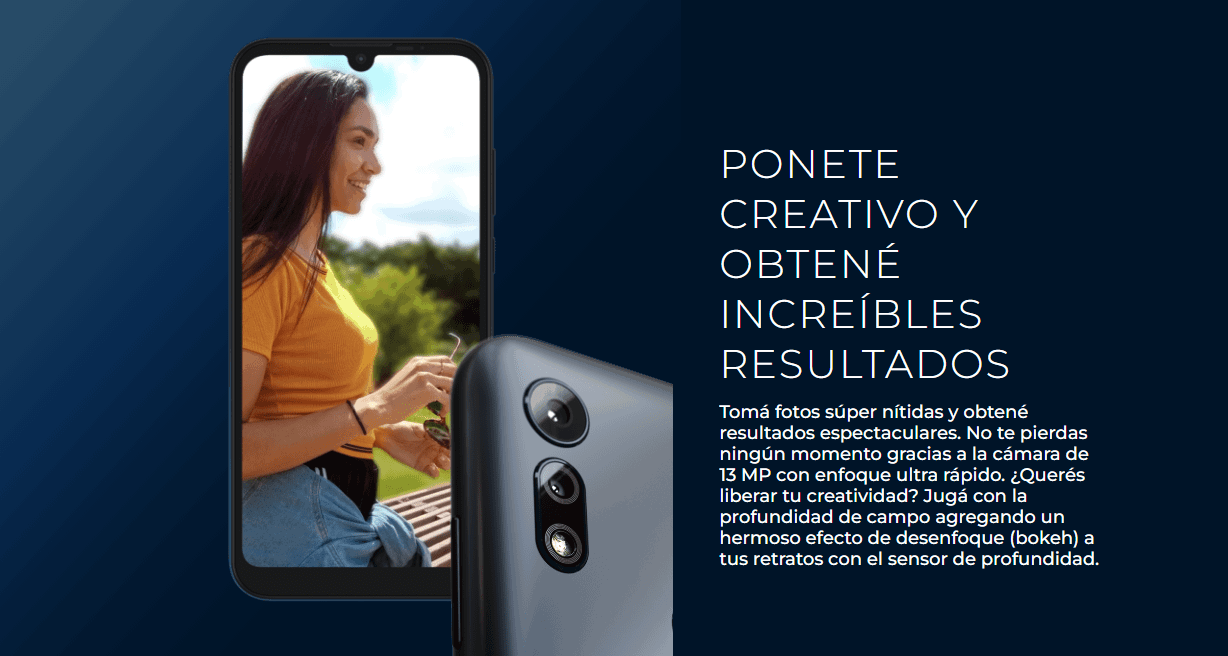 PONETE
CREATIVO Y
OBTENÉ
INCREÍBLES
RESULTADOS
Tomá fotos súper nítidas y obtené
resultados espectaculares. No te pierdas
ningún momento gracias a la cámara de
13 MP con enfoque ultra rápido. ¿Querés
liberar tu creatividad? Jugá con la
profundidad de campo agregando un
hermoso efecto de desenfoque (bokeh) a
tus retratos con el sensor de profundidad.